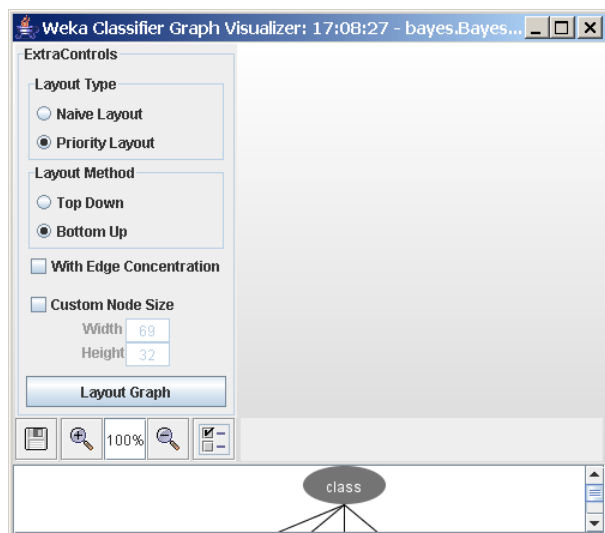 Weka Classifier Graph Visualizer: 17:08:27 - bayes.Bayes...
ExtraControls
Layout Type
Naive Layout
Priority Layout
Layout Method
Top Down
Bottom Up
With Edge Concentration
Custom Node Size
Width 69
Height 32
Layout Graph
100%
class